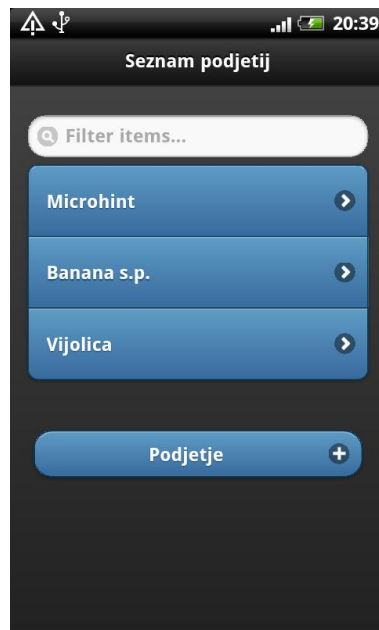 20:39
Seznam podjetij
Filter items...
Microhint
Banana s.p.
Vijolica
Podjetje